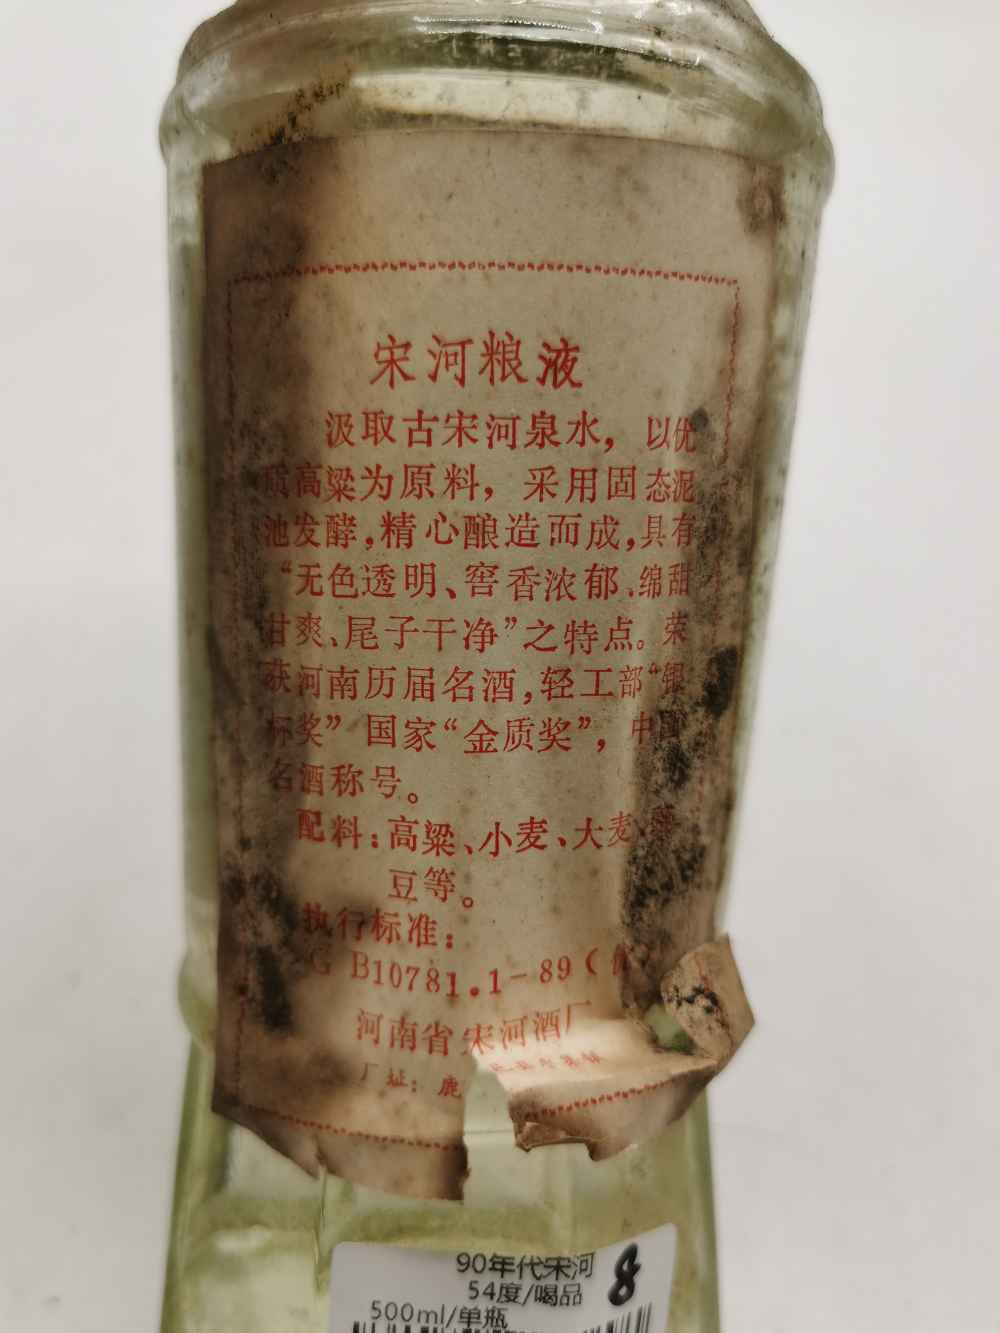 宋河粮液
汲取古宋河泉水，以优
质高粱为原料，采用固态泥
池发酵，精心酿造而成，具有
“无色透明、窖香浓郁、绵甜
甘爽、尾子干净”之特点。荣
获河南历届名酒，轻工部“银
杯奖”国家“金质奖”，中国
名酒称号。
配料：高粱、小麦、大麦、豌
豆等。
执行标准：
GB10781.1-89（
河南省宋河酒厂
厂址：鹿
90年代宋河
54度/喝品
500ml/单瓶
8